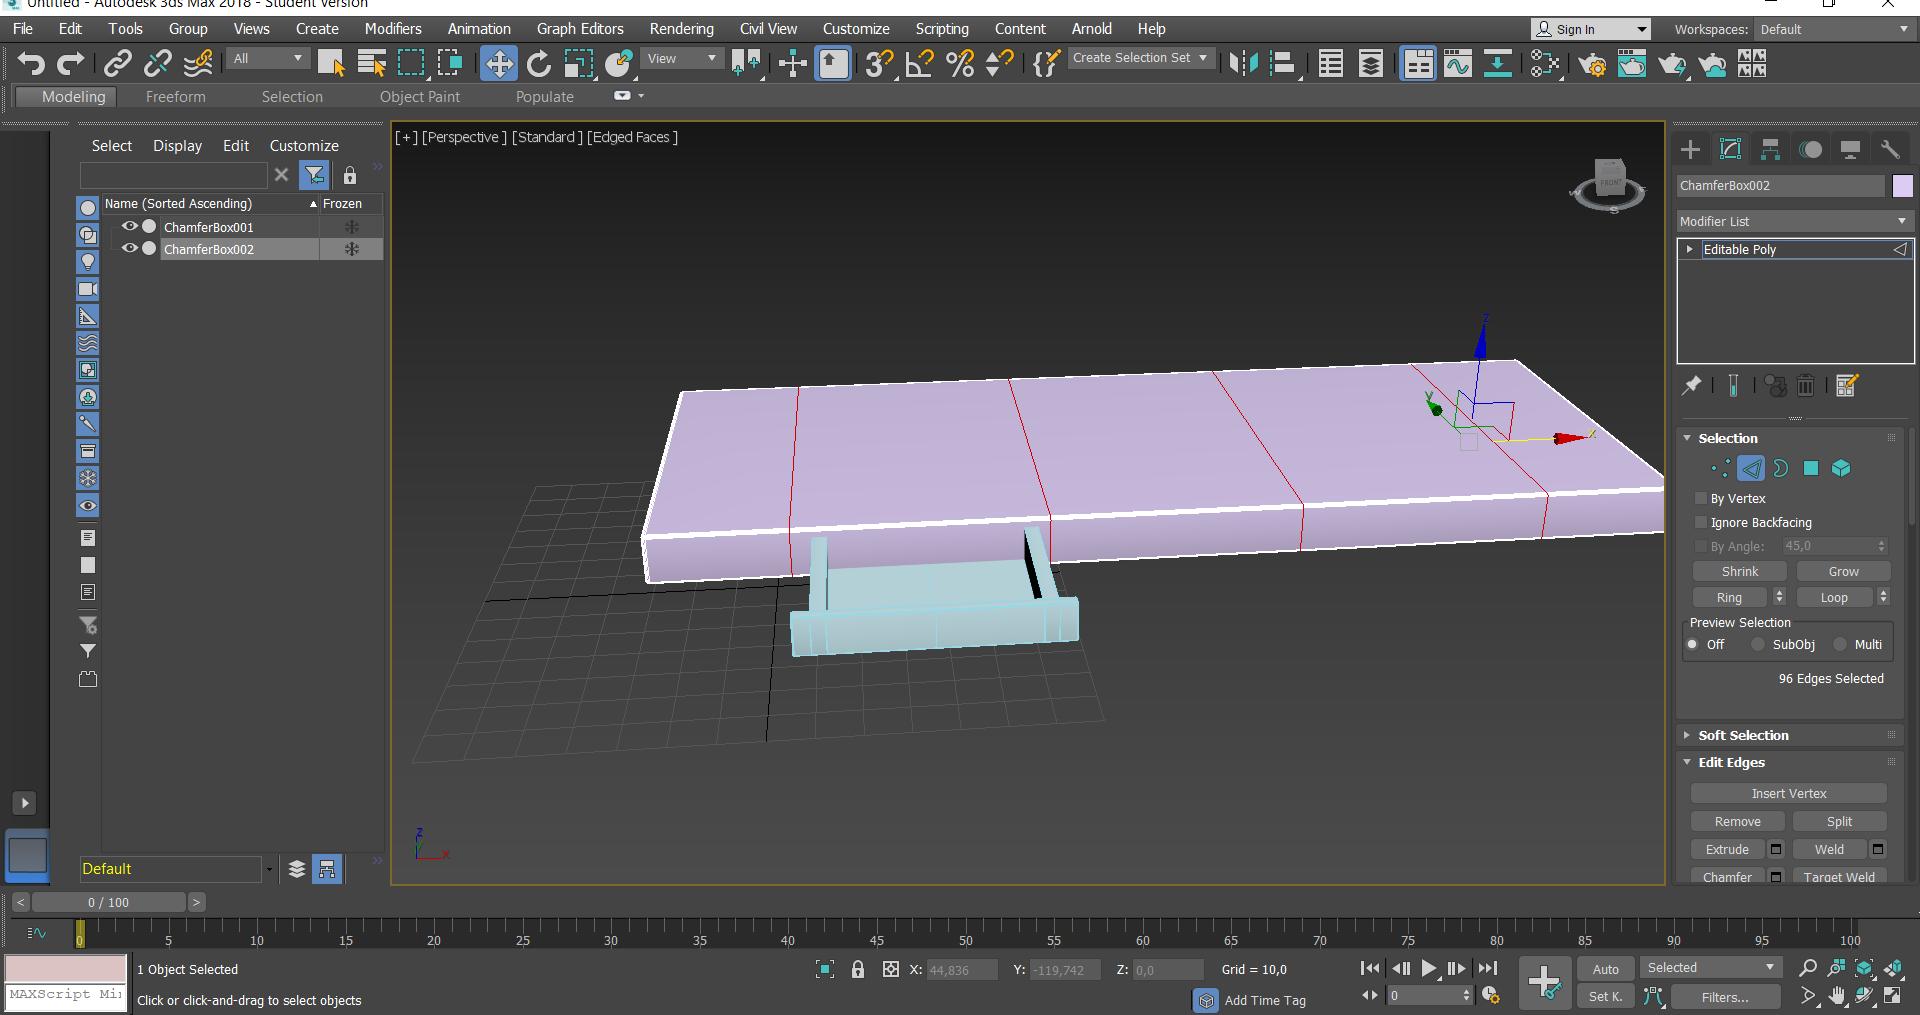 Untitled - Autodesk 3ds Max 2018 - Student Version
File Edit Tools Group Views Create Modifiers Animation Graph Editors Rendering Civil View Customize Scripting Content Arnold Help Sign In Workspaces: Default
All View Create Selection Set
Modeling Freeform Selection Object Paint Populate
Select Display Edit Customize
Name (Sorted Ascending) Frozen
ChamferBox001
ChamferBox002
Default
[+] [Perspective] [Standard] [Edged Faces]
FRONT
W
S
z
y
x
z
x
ChamferBox002
Modifier List
Editable Poly
Selection
By Vertex
Ignore Backfacing
By Angle: 45,0
Shrink Grow
Ring Loop
Preview Selection
Off SubObj Multi
96 Edges Selected
Soft Selection
Edit Edges
Insert Vertex
Remove Split
Extrude Weld
Chamfer Target Weld
< 0 / 100 >
0 5 10 15 20 25 30 35 40 45 50 55 60 65 70 75 80 85 90 95 100
1 Object Selected X: 44,836 Y: -119,742 Z: 0,0 Grid = 10,0 Auto Selected
MAXScript Mi
Click or click-and-drag to select objects Add Time Tag 0 Set K. Filters...